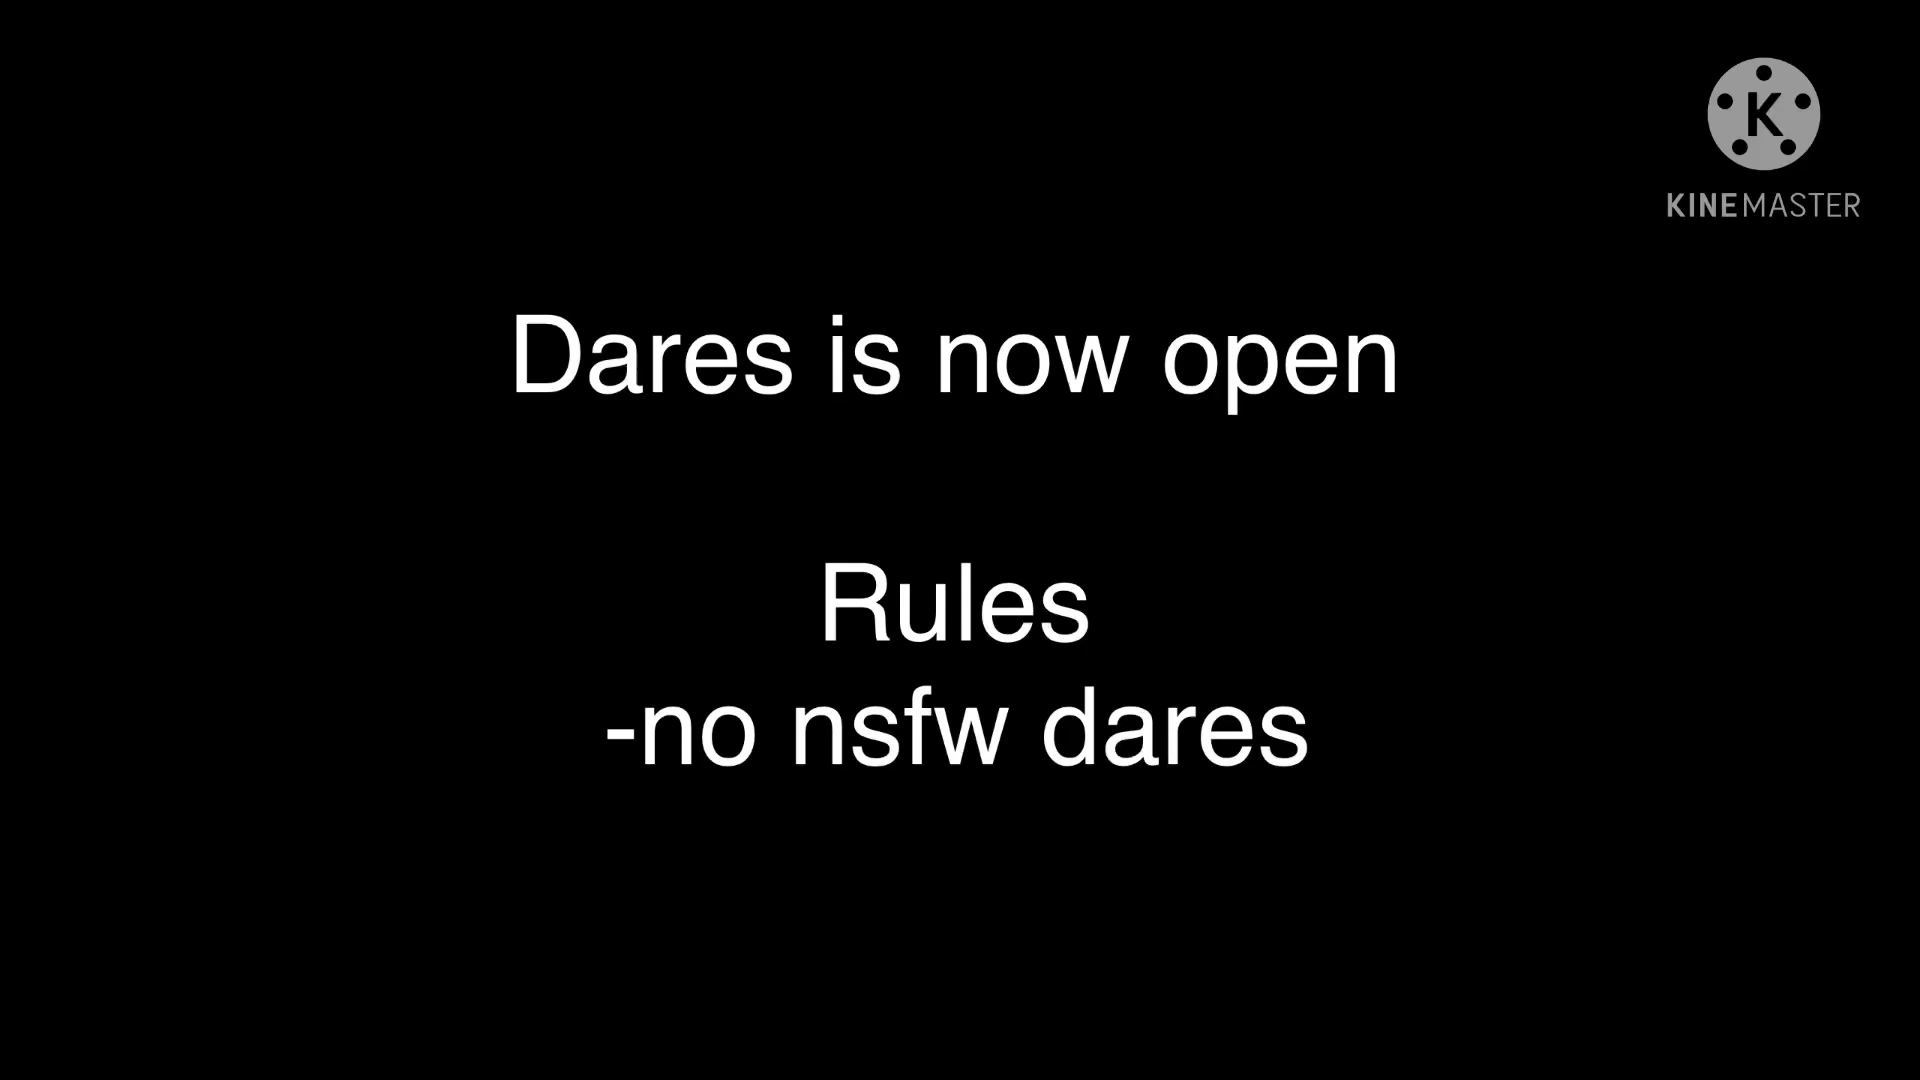 K
KINEMASTER
Dares is now open
Rules
-no nsfw dares